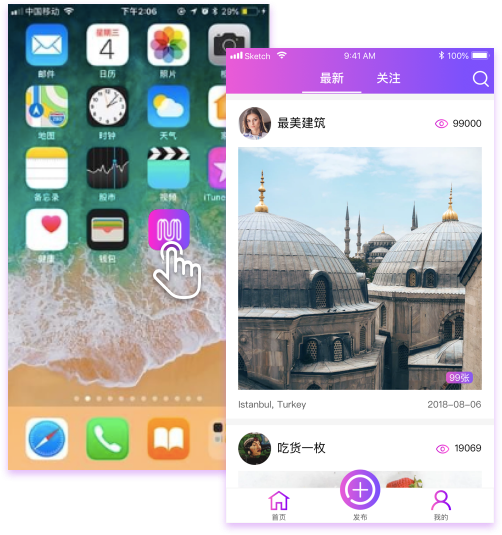 中国移动
下午2:06
29%
星期三
4
邮件
日历
照片
地图
时钟
天气
备忘录
股市
视频
iTunes
健康
钱包
Sketch
9:41 AM
100%
最新
关注
最美建筑
99000
99张
Istanbul, Turkey
2018-08-06
吃货一枚
19069
首页
发布
我的